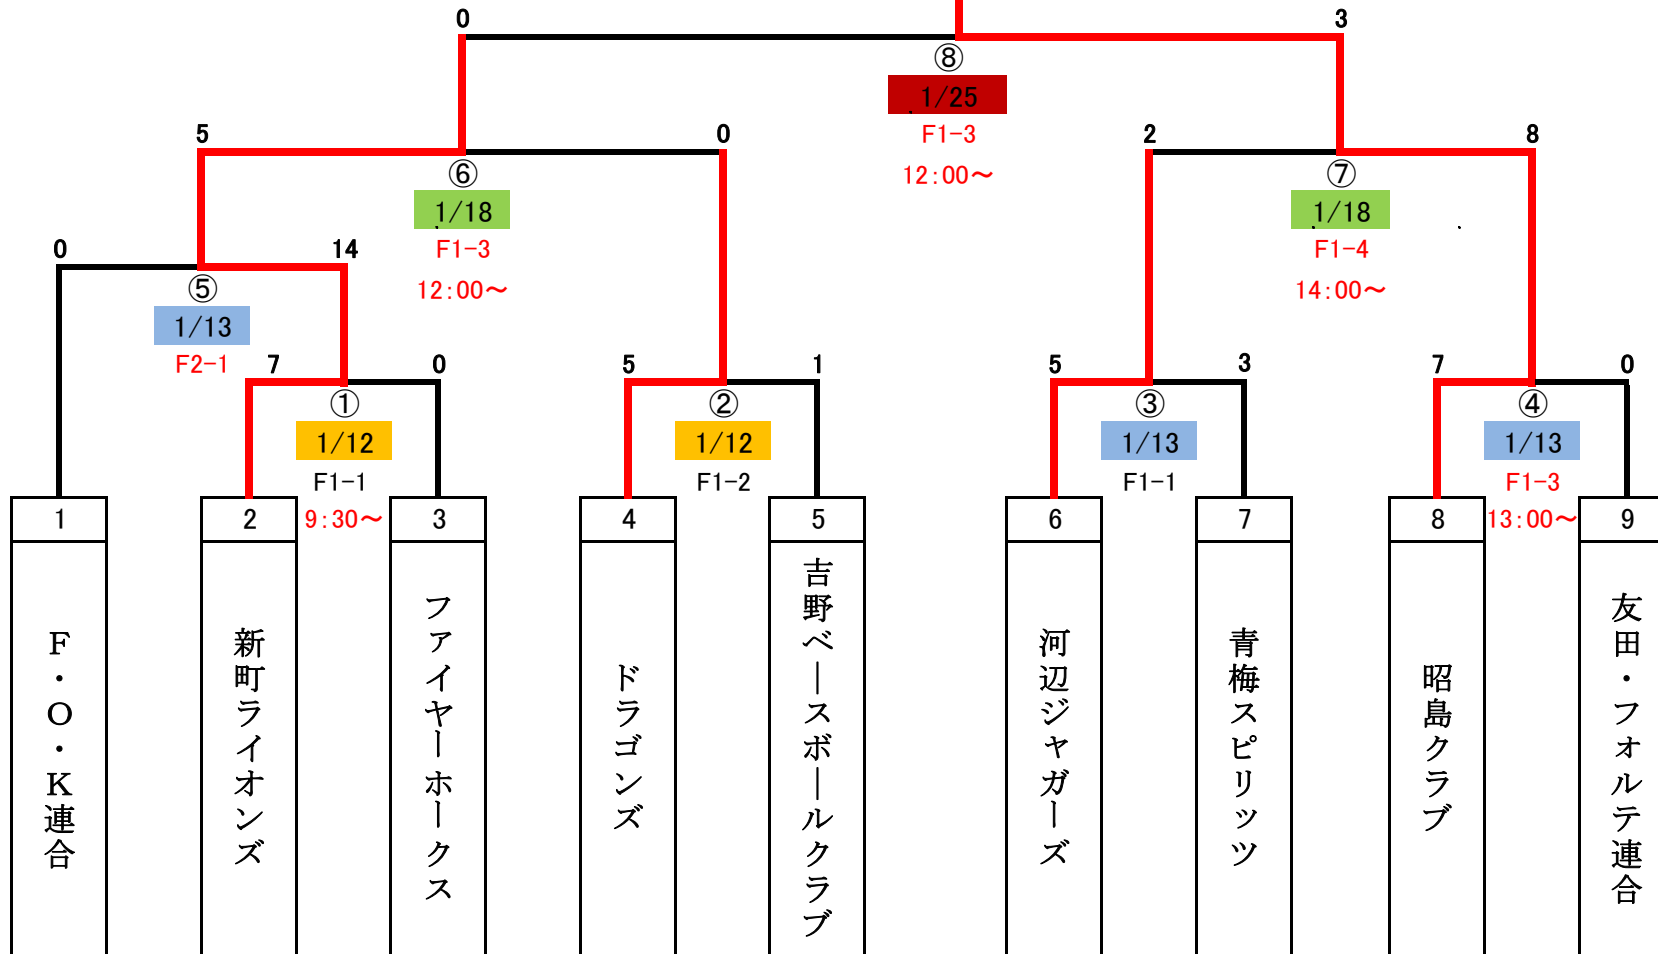 0 3
⑧
1/25
F1-3
12:00～
5 0 2 8
⑥ ⑦
1/18 1/18
F1-3 F1-4
12:00～ 14:00～
0 14
⑤
1/13
F2-1
7 0 5 1 5 3 7 0
① ② ③ ④
1/12 1/12 1/13 1/13
F1-1 F1-2 F1-1 F1-3
9:30～ 13:00～
1 2 3 4 5 6 7 8 9
F・O・K連合
新町ライオンズ
ファイヤーホークス
ドラゴンズ
吉野ベースボールクラブ
河辺ジャガーズ
青梅スピリッツ
昭島クラブ
友田・フォルテ連合